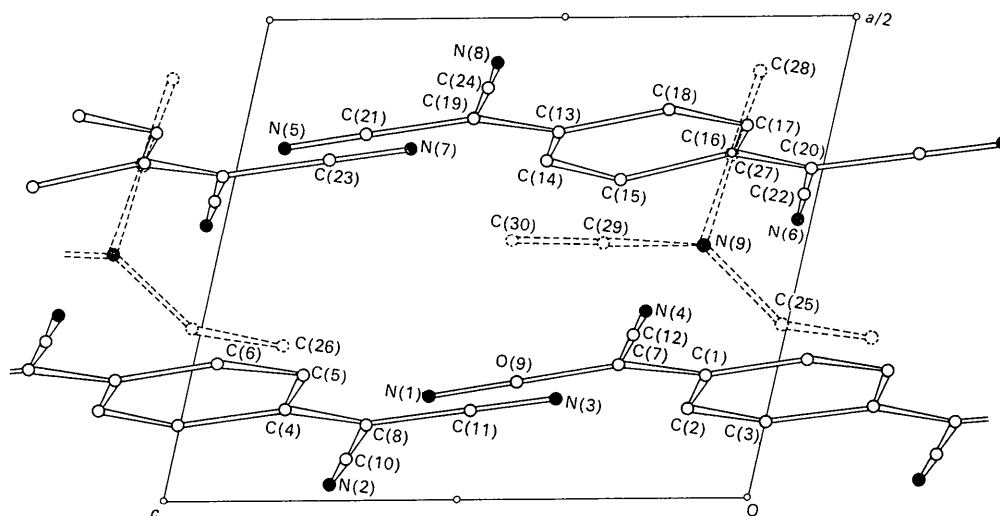 a/2
N(8)
C(28)
C(24)
C(19)
C(13)
C(18)
C(21)
C(17)
N(5)
C(16)
C(20)
N(7)
C(27)
C(23)
C(14)
C(22)
C(15)
C(30)
C(29)
N(6)
N(9)
C(25)
N(4)
C(12)
C(26)
C(6)
O(9)
C(7)
C(1)
C(5)
N(1)
N(3)
C(4)
C(8)
C(11)
C(2)
C(3)
C(10)
N(2)
c
O